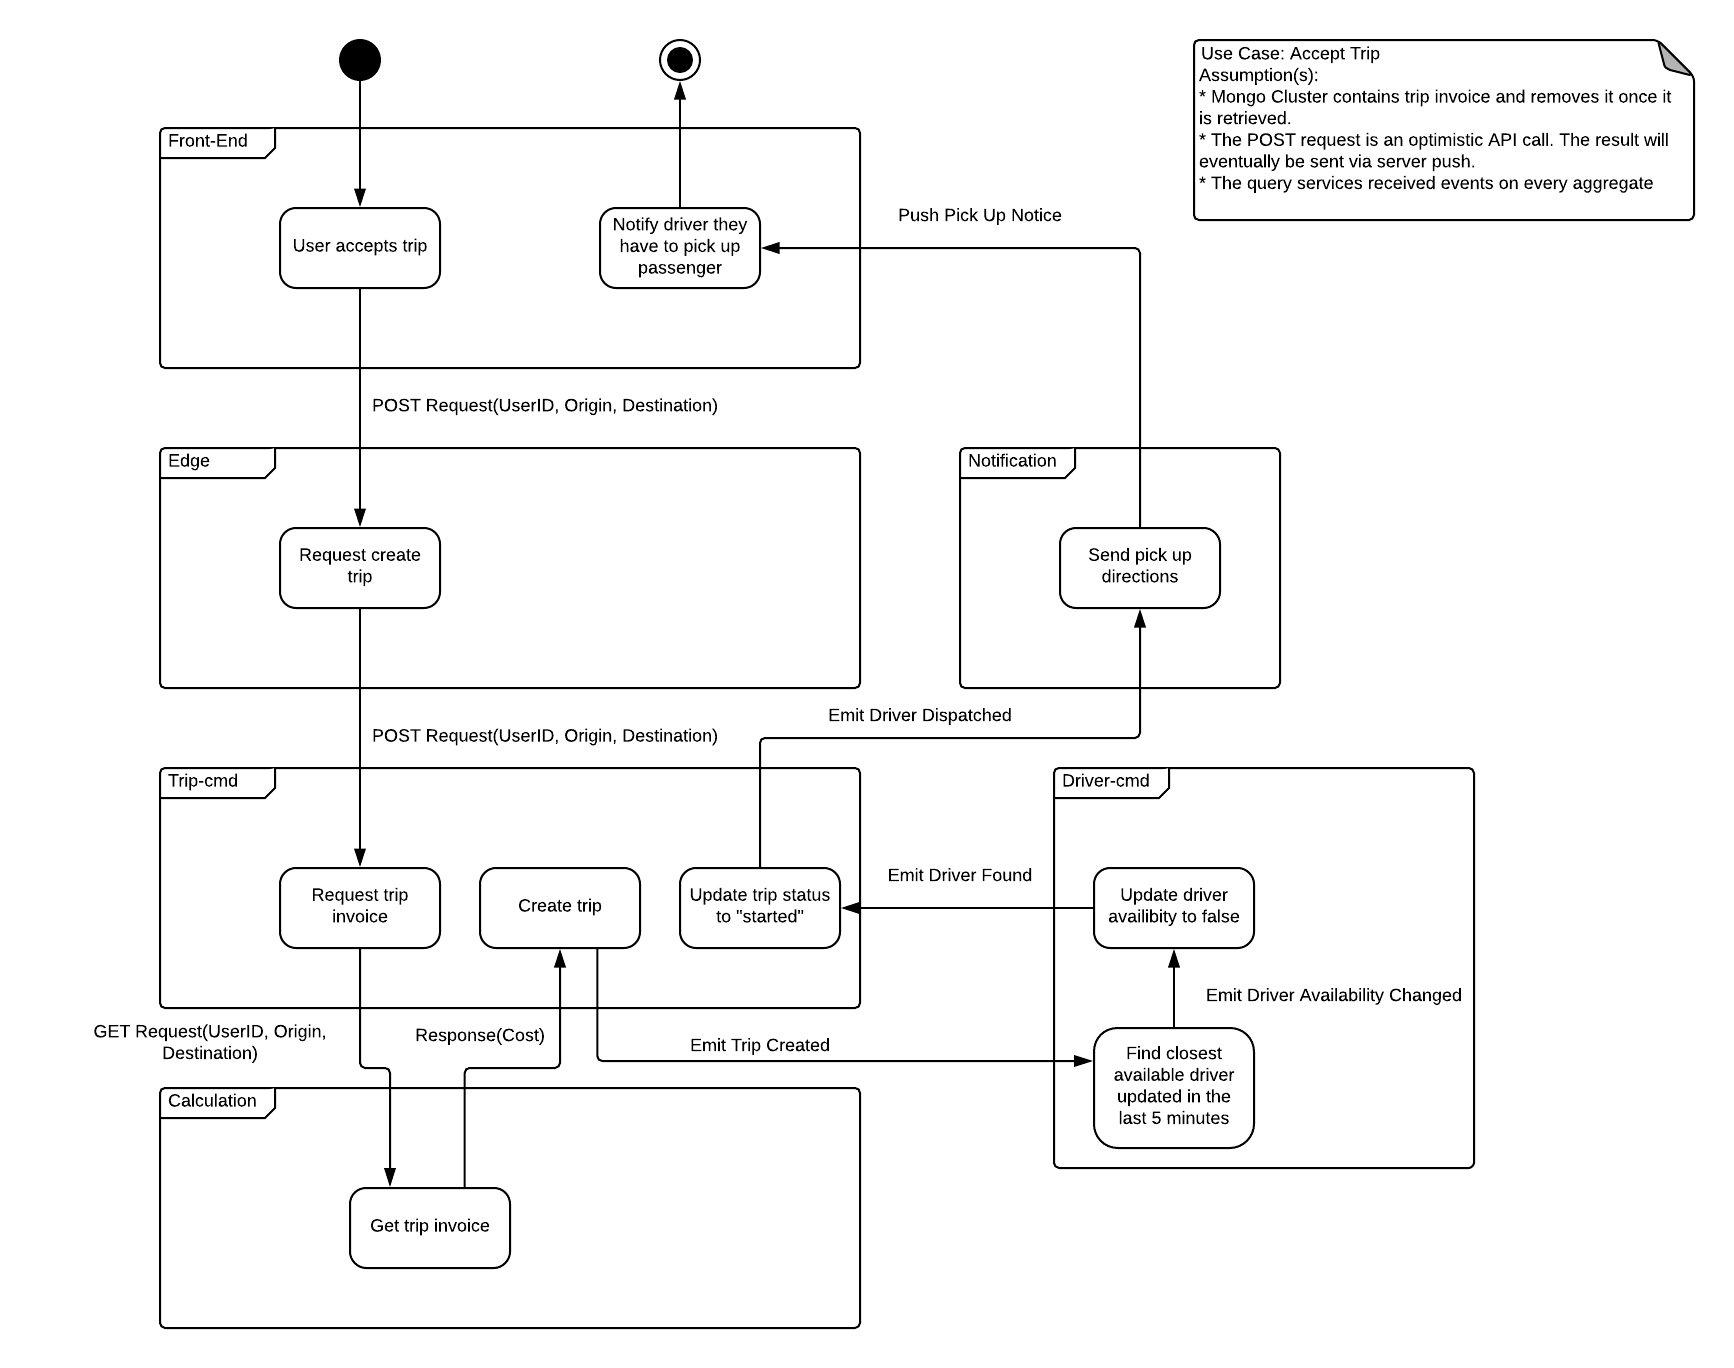 Use Case: Accept Trip
Assumption(s):
* Mongo Cluster contains trip invoice and removes it once it
is retrieved.
* The POST request is an optimistic API call. The result will
eventually be sent via server push.
* The query services received events on every aggregate
Front-End
User accepts trip
Notify driver they
have to pick up
passenger
Push Pick Up Notice
POST Request(UserID, Origin, Destination)
Edge
Request create
trip
Notification
Send pick up
directions
Emit Driver Dispatched
POST Request(UserID, Origin, Destination)
Trip-cmd
Request trip
invoice
Create trip
Update trip status
to "started"
Emit Driver Found
Driver-cmd
Update driver
availibity to false
Emit Driver Availability Changed
Find closest
available driver
updated in the
last 5 minutes
GET Request(UserID, Origin,
Destination)
Response(Cost)
Emit Trip Created
Calculation
Get trip invoice